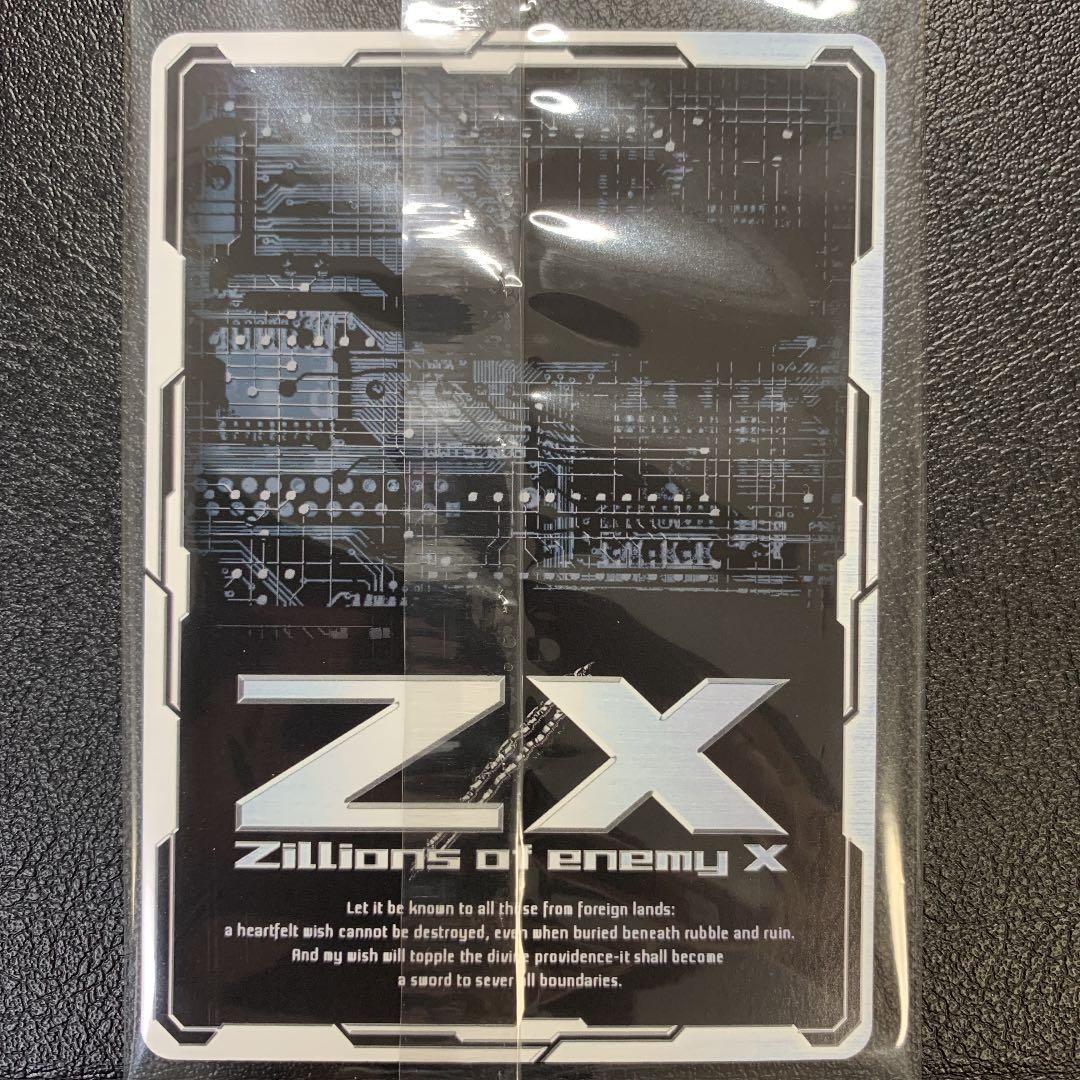 Z/X
Zillions of enemy X
Let it be known to all those from foreign lands:
a heartfelt wish cannot be destroyed, even when buried beneath rubble and ruin.
And my wish will topple the divine providence-it shall become
a sword to sever all boundaries.